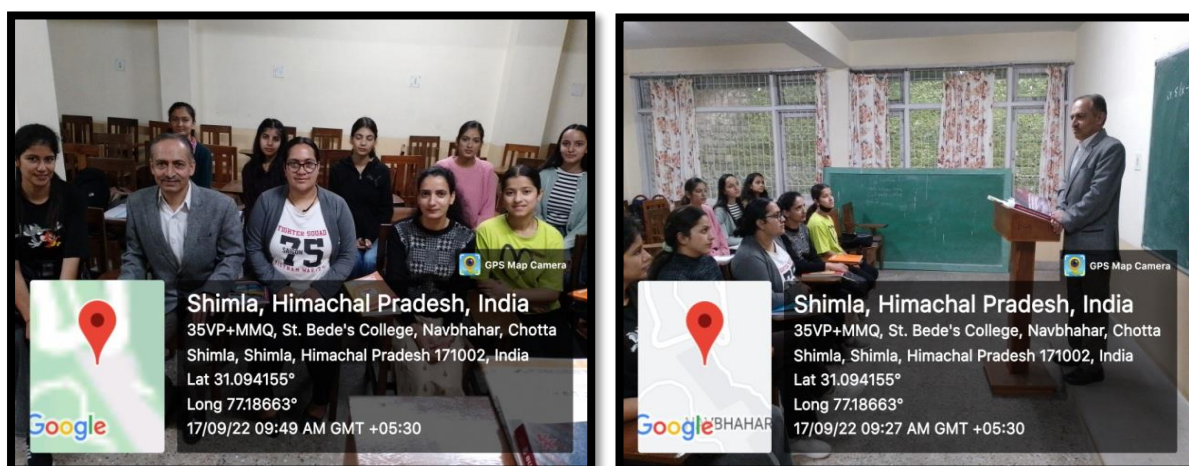 FIGHTER SQUAD
75
SAIGON
GPS Map Camera
Shimla, Himachal Pradesh, India
35VP+MMQ, St. Bede's College, Navbhahar, Chotta
Shimla, Shimla, Himachal Pradesh 171002, India
Lat 31.094155°
Long 77.18663°
17/09/22 09:49 AM GMT +05:30
Google
GPS Map Camera
Shimla, Himachal Pradesh, India
35VP+MMQ, St. Bede's College, Navbhahar, Chotta
Shimla, Shimla, Himachal Pradesh 171002, India
Lat 31.094155°
Long 77.18663°
17/09/22 09:27 AM GMT +05:30
Google
BHAHAR